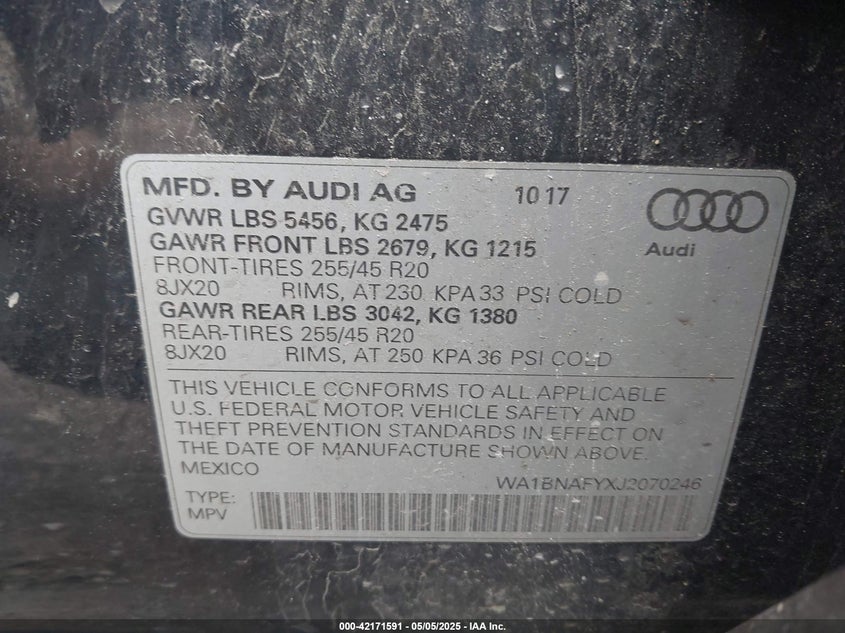 MFD. BY AUDI AG 10 17
GVWR LBS 5456, KG 2475
GAWR FRONT LBS 2679, KG 1215
Audi
FRONT-TIRES 255/45 R20
8JX20 RIMS, AT 230 KPA 33 PSI COLD
GAWR REAR LBS 3042, KG 1380
REAR-TIRES 255/45 R20
8JX20 RIMS, AT 250 KPA 36 PSI COLD
THIS VEHICLE CONFORMS TO ALL APPLICABLE
U.S. FEDERAL MOTOR VEHICLE SAFETY AND
THEFT PREVENTION STANDARDS IN EFFECT ON
THE DATE OF MANUFACTURE SHOWN ABOVE.
MEXICO
WA1BNAFYXJ2070246
TYPE:
MPV
000-42171591 - 05/05/2025 - IAA Inc.